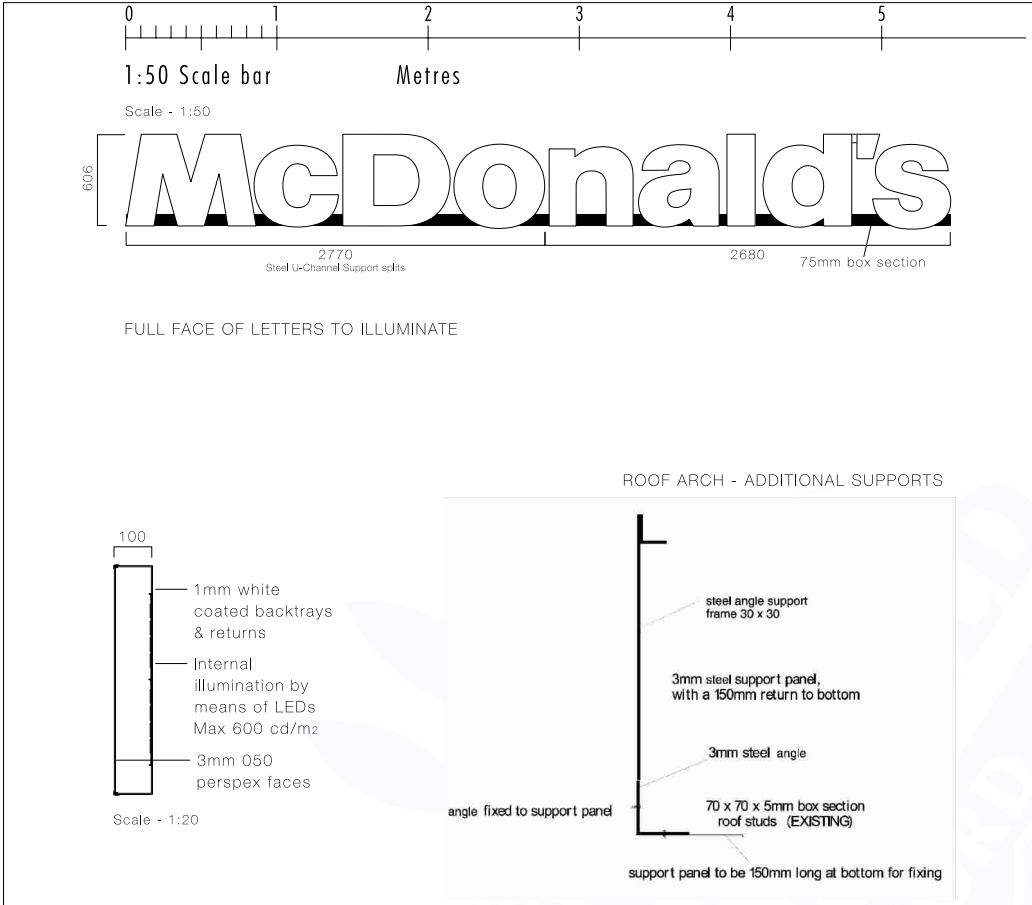 0 1 2 3 4 5
1:50 Scale bar Metres
Scale - 1:50
606
McDonald's
2770
2680
Steel U-Channel Support splits
75mm box section
FULL FACE OF LETTERS TO ILLUMINATE
ROOF ARCH - ADDITIONAL SUPPORTS
100
1mm white
coated backtrays
& returns
Internal
illumination by
means of LEDs
Max 600 cd/m2
3mm 050
perspex faces
Scale - 1:20
steel angle support
frame 30 x 30
3mm steel support panel,
with a 150mm return to bottom
3mm steel angle
angle fixed to support panel
70 x 70 x 5mm box section
roof studs (EXISTING)
support panel to be 150mm long at bottom for fixing